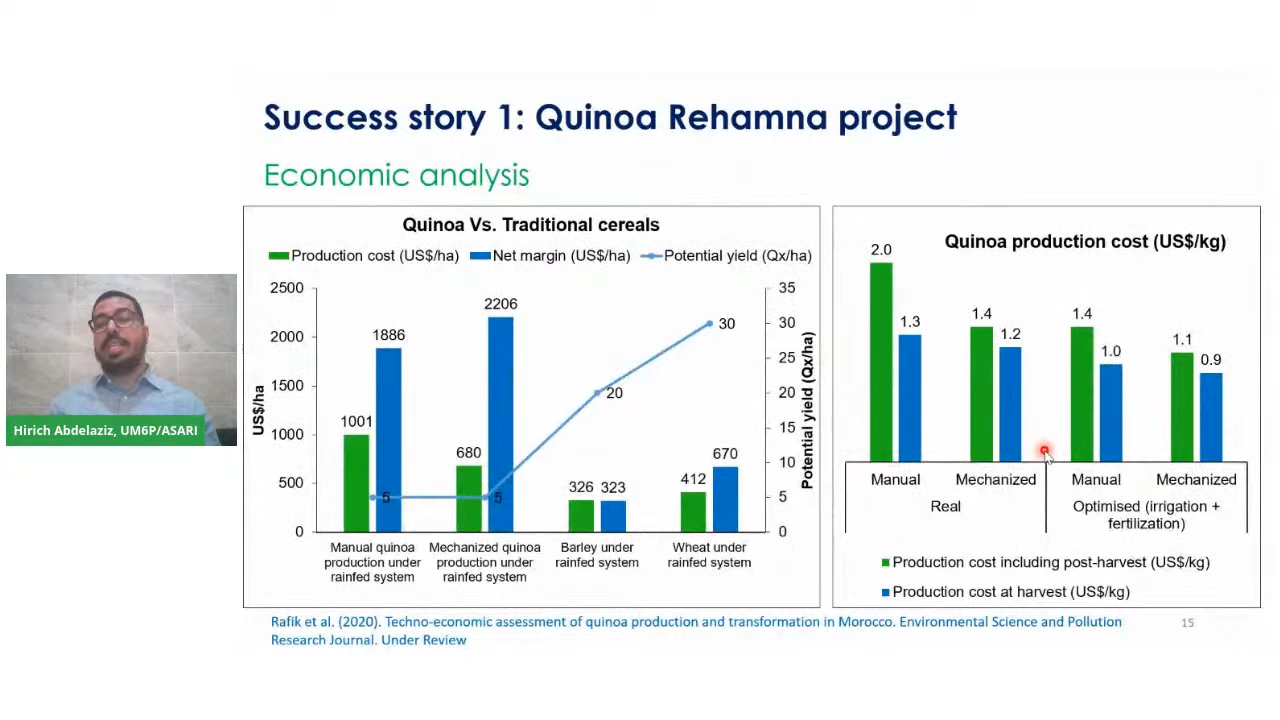 Success story 1: Quinoa Rehamna project
Economic analysis
Quinoa Vs. Traditional cereals
Production cost (US$/ha) Net margin (US$/ha) Potential yield (Qx/ha)
US$/ha
2500
2000
1500
1000
500
0
1001
1886
680
2206
326
323
412
670
5
5
20
30
35
30
25
20
15
10
5
0
Potential yield (Qx/ha)
Manual quinoa
production under
rainfed system
Mechanized quinoa
production under
rainfed system
Barley under
rainfed system
Wheat under
rainfed system
Quinoa production cost (US$/kg)
2.0
1.3
1.4
1.2
1.4
1.0
1.1
0.9
Manual Mechanized Manual Mechanized
Real
Optimised (irrigation +
fertilization)
Production cost including post-harvest (US$/kg)
Production cost at harvest (US$/kg)
Rafik et al. (2020). Techno-economic assessment of quinoa production and transformation in Morocco. Environmental Science and Pollution
Research Journal. Under Review
15
Hirich Abdelaziz, UM6P/ASARI